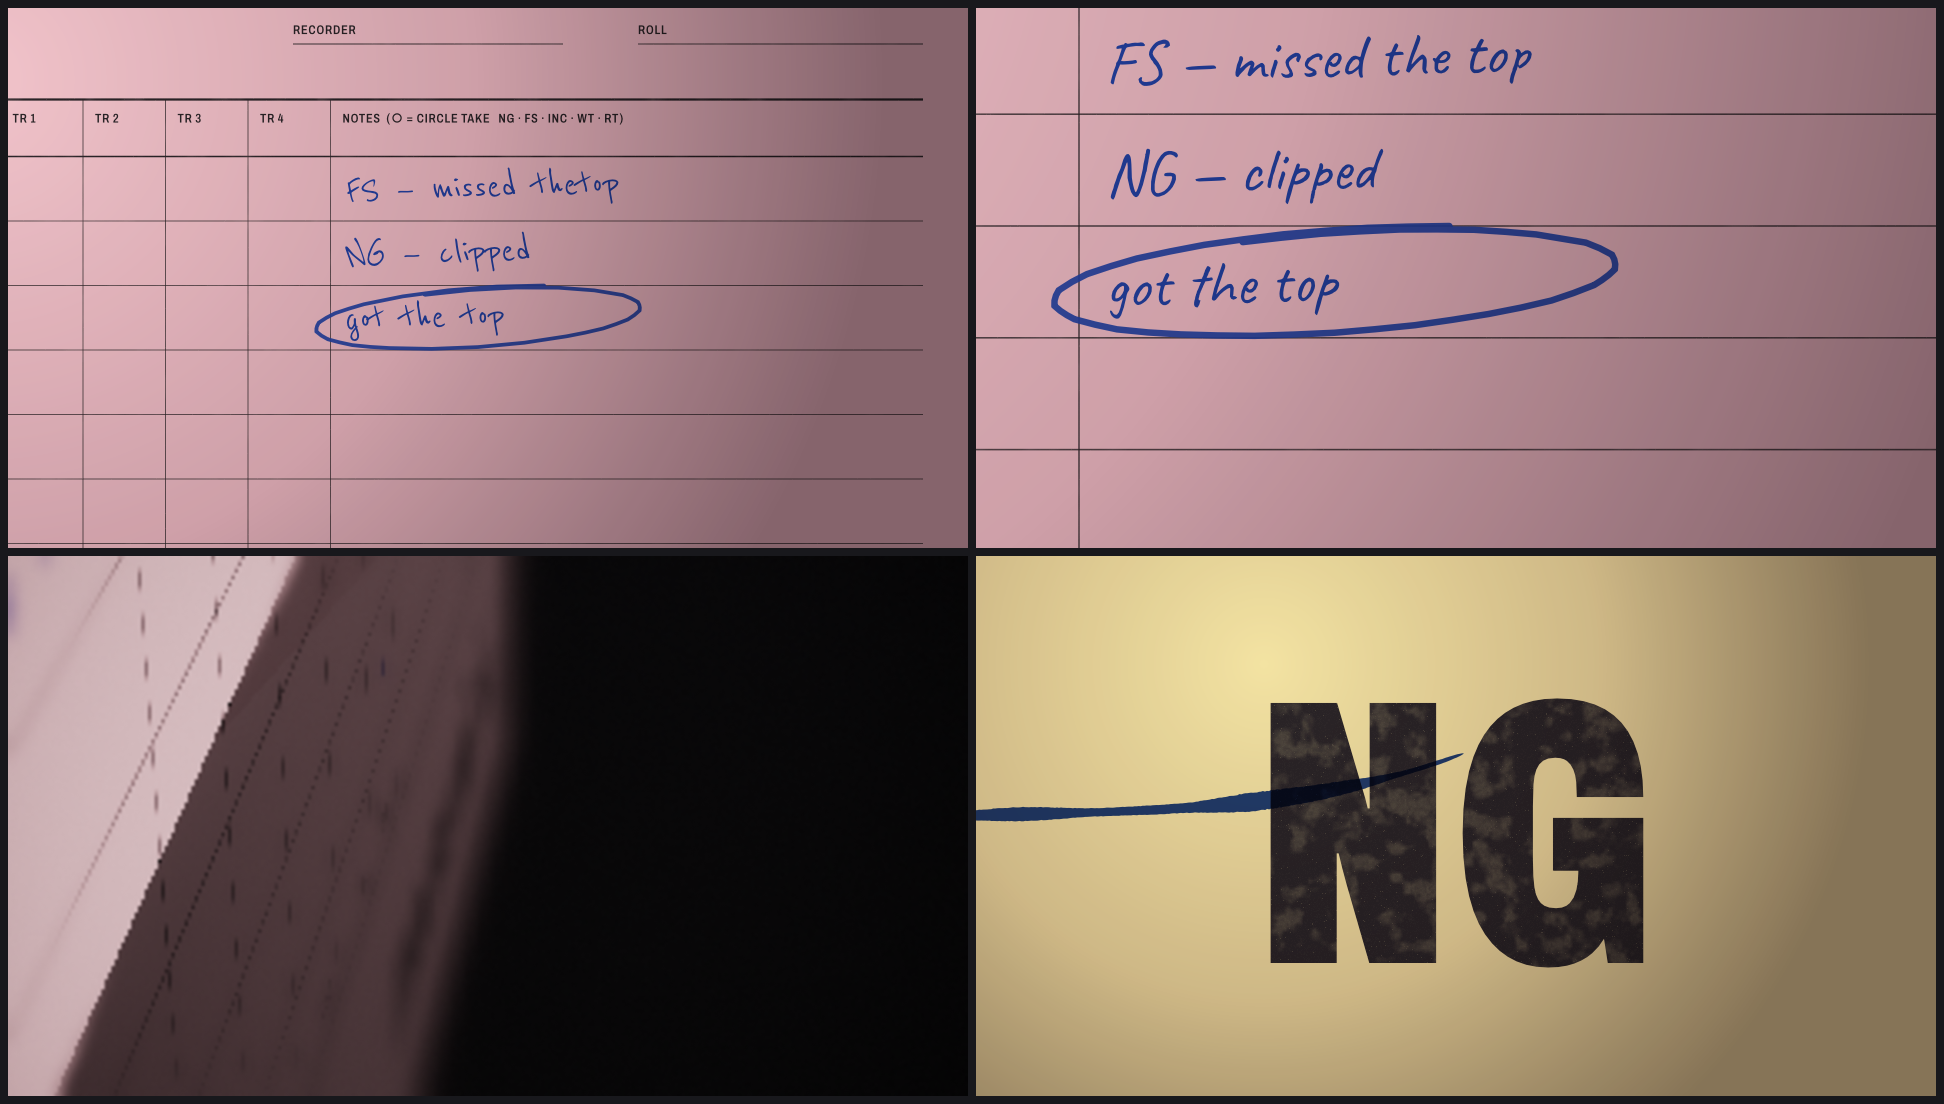 RECORDER ROLL
TR 1 TR 2 TR 3 TR 4 NOTES (O = CIRCLE TAKE NG · FS · INC · WT · RT)
FS – missed thetop
NG – clipped
got the top
FS – missed the top
NG – clipped
got the top
NG